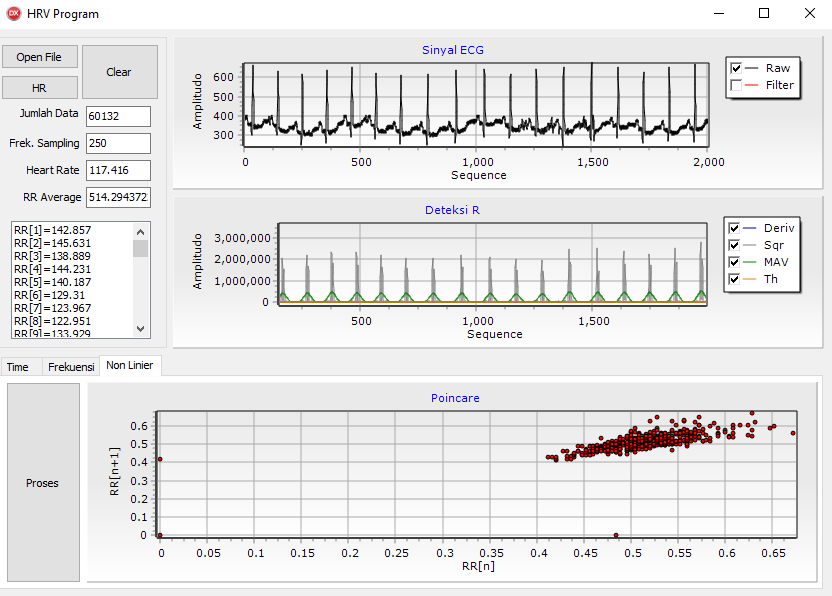 DX HRV Program
Open File
Clear
HR
Jumlah Data 60132
Frek. Sampling 250
Heart Rate 117.416
RR Average 514.294372
RR[1]=142.857
RR[2]=145.631
RR[3]=138.889
RR[4]=144.231
RR[5]=140.187
RR[6]=129.31
RR[7]=123.967
RR[8]=122.951
RR[9]=133.929
Sinyal ECG
Amplitudo
600
500
400
300
0 500 1,000 1,500 2,000
Sequence
Raw
Filter
Deteksi R
Amplitudo
3,000,000
2,000,000
1,000,000
0
500 1,000 1,500
Sequence
Deriv
Sqr
MAV
Th
Time Frekuensi Non Linier
Proses
Poincare
RR[n+1]
0.6
0.5
0.4
0.3
0.2
0.1
0
0 0.05 0.1 0.15 0.2 0.25 0.3 0.35 0.4 0.45 0.5 0.55 0.6 0.65
RR[n]